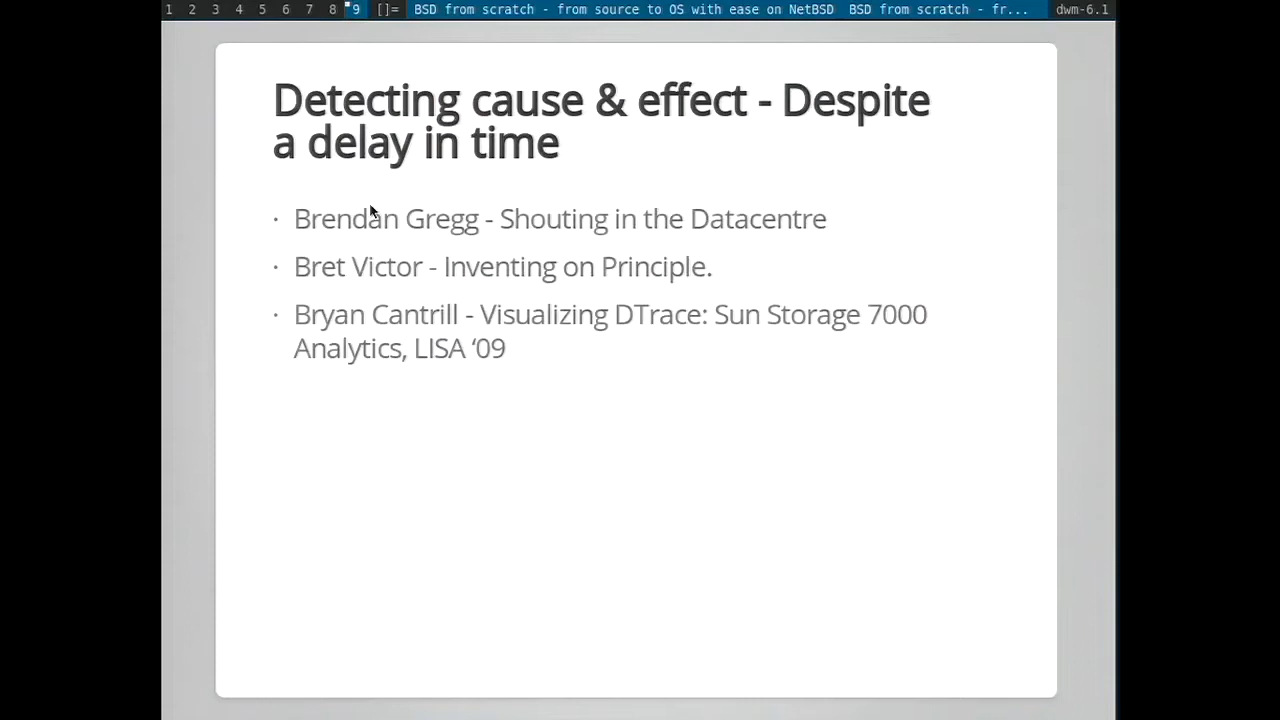 1 2 3 4 5 6 7 8 9 []= BSD from scratch - from source to OS with ease on NetBSD BSD from scratch - fr... dwm-6.1
Detecting cause & effect - Despite
a delay in time
· Brendan Gregg - Shouting in the Datacentre
· Bret Victor - Inventing on Principle.
· Bryan Cantrill - Visualizing DTrace: Sun Storage 7000
Analytics, LISA ‘09